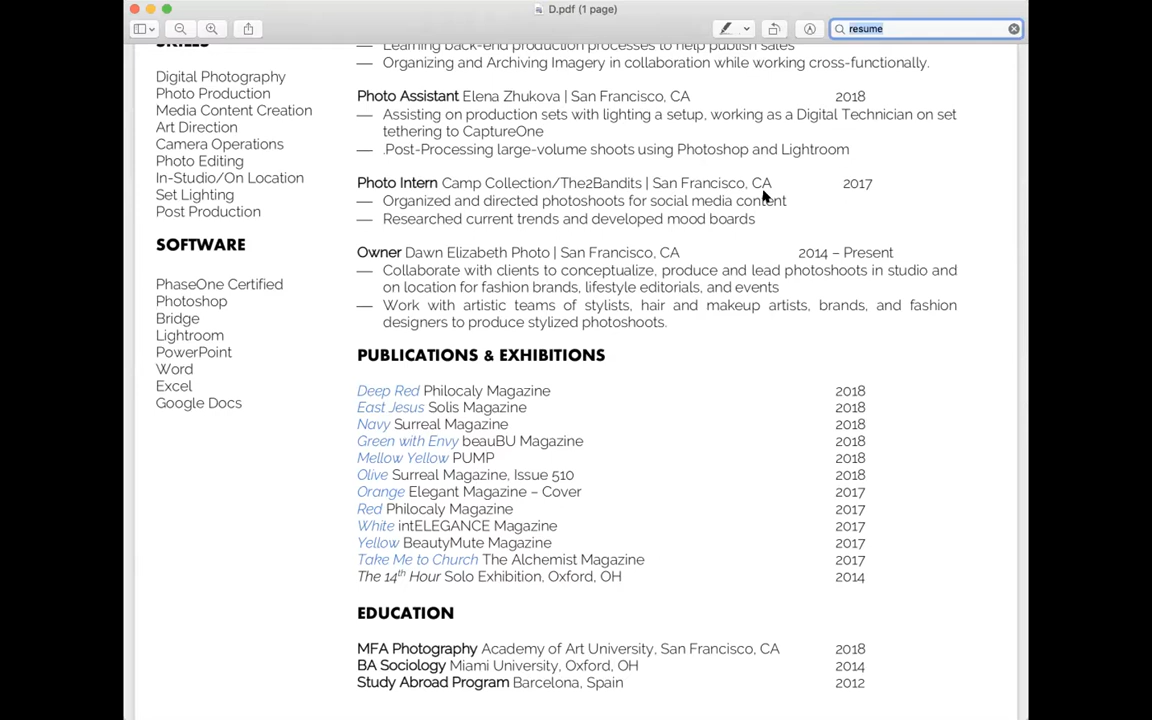 D.pdf (1 page)
resume
SKILLS
Digital Photography
Photo Production
Media Content Creation
Art Direction
Camera Operations
Photo Editing
In-Studio/On Location
Set Lighting
Post Production
SOFTWARE
PhaseOne Certified
Photoshop
Bridge
Lightroom
PowerPoint
Word
Excel
Google Docs
— Learning back-end production processes to help publish sales
— Organizing and Archiving Imagery in collaboration while working cross-functionally.
Photo Assistant Elena Zhukova | San Francisco, CA 2018
— Assisting on production sets with lighting a setup, working as a Digital Technician on set
tethering to CaptureOne
— .Post-Processing large-volume shoots using Photoshop and Lightroom
Photo Intern Camp Collection/The2Bandits | San Francisco, CA 2017
— Organized and directed photoshoots for social media content
— Researched current trends and developed mood boards
Owner Dawn Elizabeth Photo | San Francisco, CA 2014 – Present
— Collaborate with clients to conceptualize, produce and lead photoshoots in studio and
on location for fashion brands, lifestyle editorials, and events
— Work with artistic teams of stylists, hair and makeup artists, brands, and fashion
designers to produce stylized photoshoots.
PUBLICATIONS & EXHIBITIONS
Deep Red Philocaly Magazine 2018
East Jesus Solis Magazine 2018
Navy Surreal Magazine 2018
Green with Envy beauBU Magazine 2018
Mellow Yellow PUMP 2018
Olive Surreal Magazine, Issue 510 2018
Orange Elegant Magazine – Cover 2017
Red Philocaly Magazine 2017
White intELEGANCE Magazine 2017
Yellow BeautyMute Magazine 2017
Take Me to Church The Alchemist Magazine 2017
The 14th Hour Solo Exhibition, Oxford, OH 2014
EDUCATION
MFA Photography Academy of Art University, San Francisco, CA 2018
BA Sociology Miami University, Oxford, OH 2014
Study Abroad Program Barcelona, Spain 2012